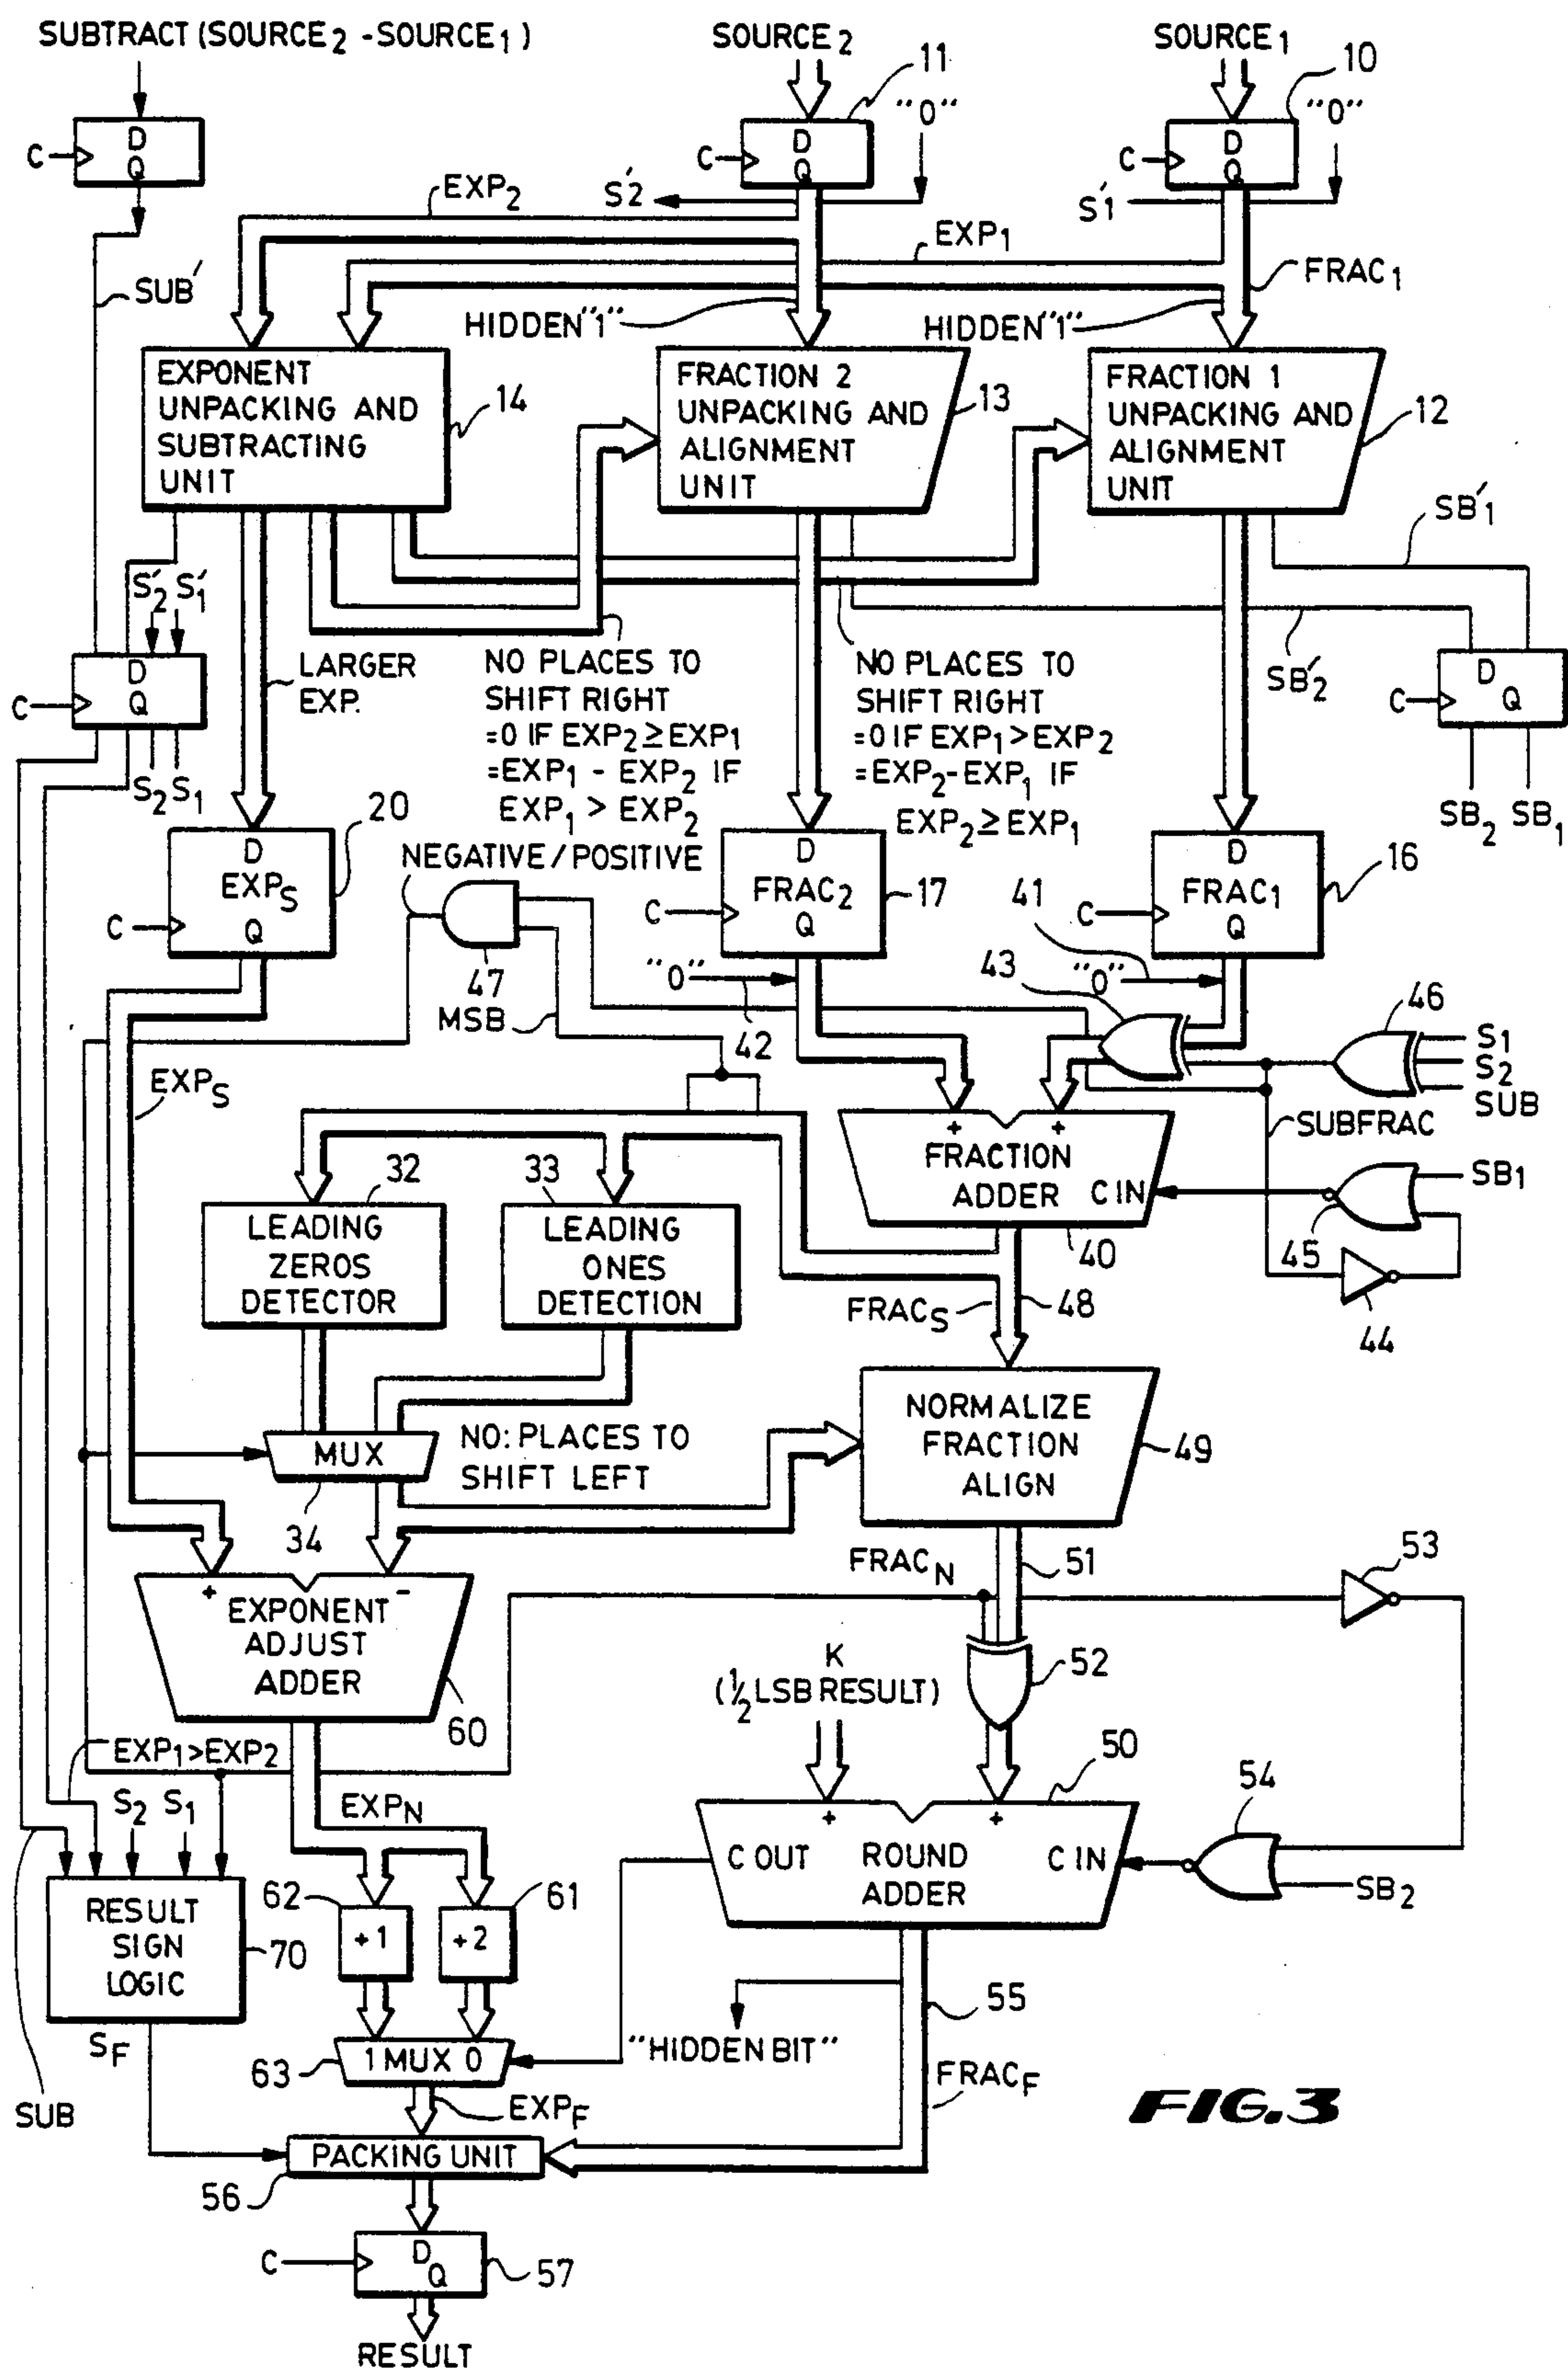 SUBTRACT (SOURCE2 -SOURCE1)
SOURCE2
SOURCE1
11
10
"0"
"0"
D
Q
C
D
Q
C
D
Q
C
S'2
S'1
EXP2
EXP1
FRAC1
SUB'
HIDDEN "1"
HIDDEN "1"
EXPONENT
UNPACKING AND
SUBTRACTING
UNIT
14
FRACTION 2
UNPACKING AND
ALIGNMENT
UNIT
13
FRACTION 1
UNPACKING AND
ALIGNMENT
UNIT
12
SB'1
SB'2
S'2 S'1
D
Q
C
S2 S1
LARGER
EXP.
NO PLACES TO
SHIFT RIGHT
=0 IF EXP2 ≥ EXP1
=EXP1 - EXP2 IF
EXP1 > EXP2
NO PLACES TO
SHIFT RIGHT
=0 IF EXP1 > EXP2
=EXP2-EXP1 IF
EXP2 ≥ EXP1
D
Q
C
SB2 SB1
20
D
EXPS
Q
C
NEGATIVE/POSITIVE
47
MSB
D
FRAC2
Q
C
17
D
FRAC1
Q
C
16
41
"0"
42
43
"0"
46
S1
S2
SUB
SUBFRAC
EXPS
+ +
FRACTION
ADDER
C IN
40
SB1
45
44
32
LEADING
ZEROS
DETECTOR
33
LEADING
ONES
DETECTION
FRACS
48
MUX
34
NO: PLACES TO
SHIFT LEFT
NORMALIZE
FRACTION
ALIGN
49
FRACN
51
53
+ -
EXPONENT
ADJUST
ADDER
60
K
(½ LSB RESULT)
52
50
54
EXP1>EXP2
S2 S1
EXPN
+ +
C OUT
ROUND
ADDER
C IN
SB2
RESULT
SIGN
LOGIC
70
62
+1
61
+2
SF
1 MUX 0
63
"HIDDEN BIT"
55
FRACF
SUB
EXPF
PACKING UNIT
56
D
Q
C
57
RESULT
FIG.3